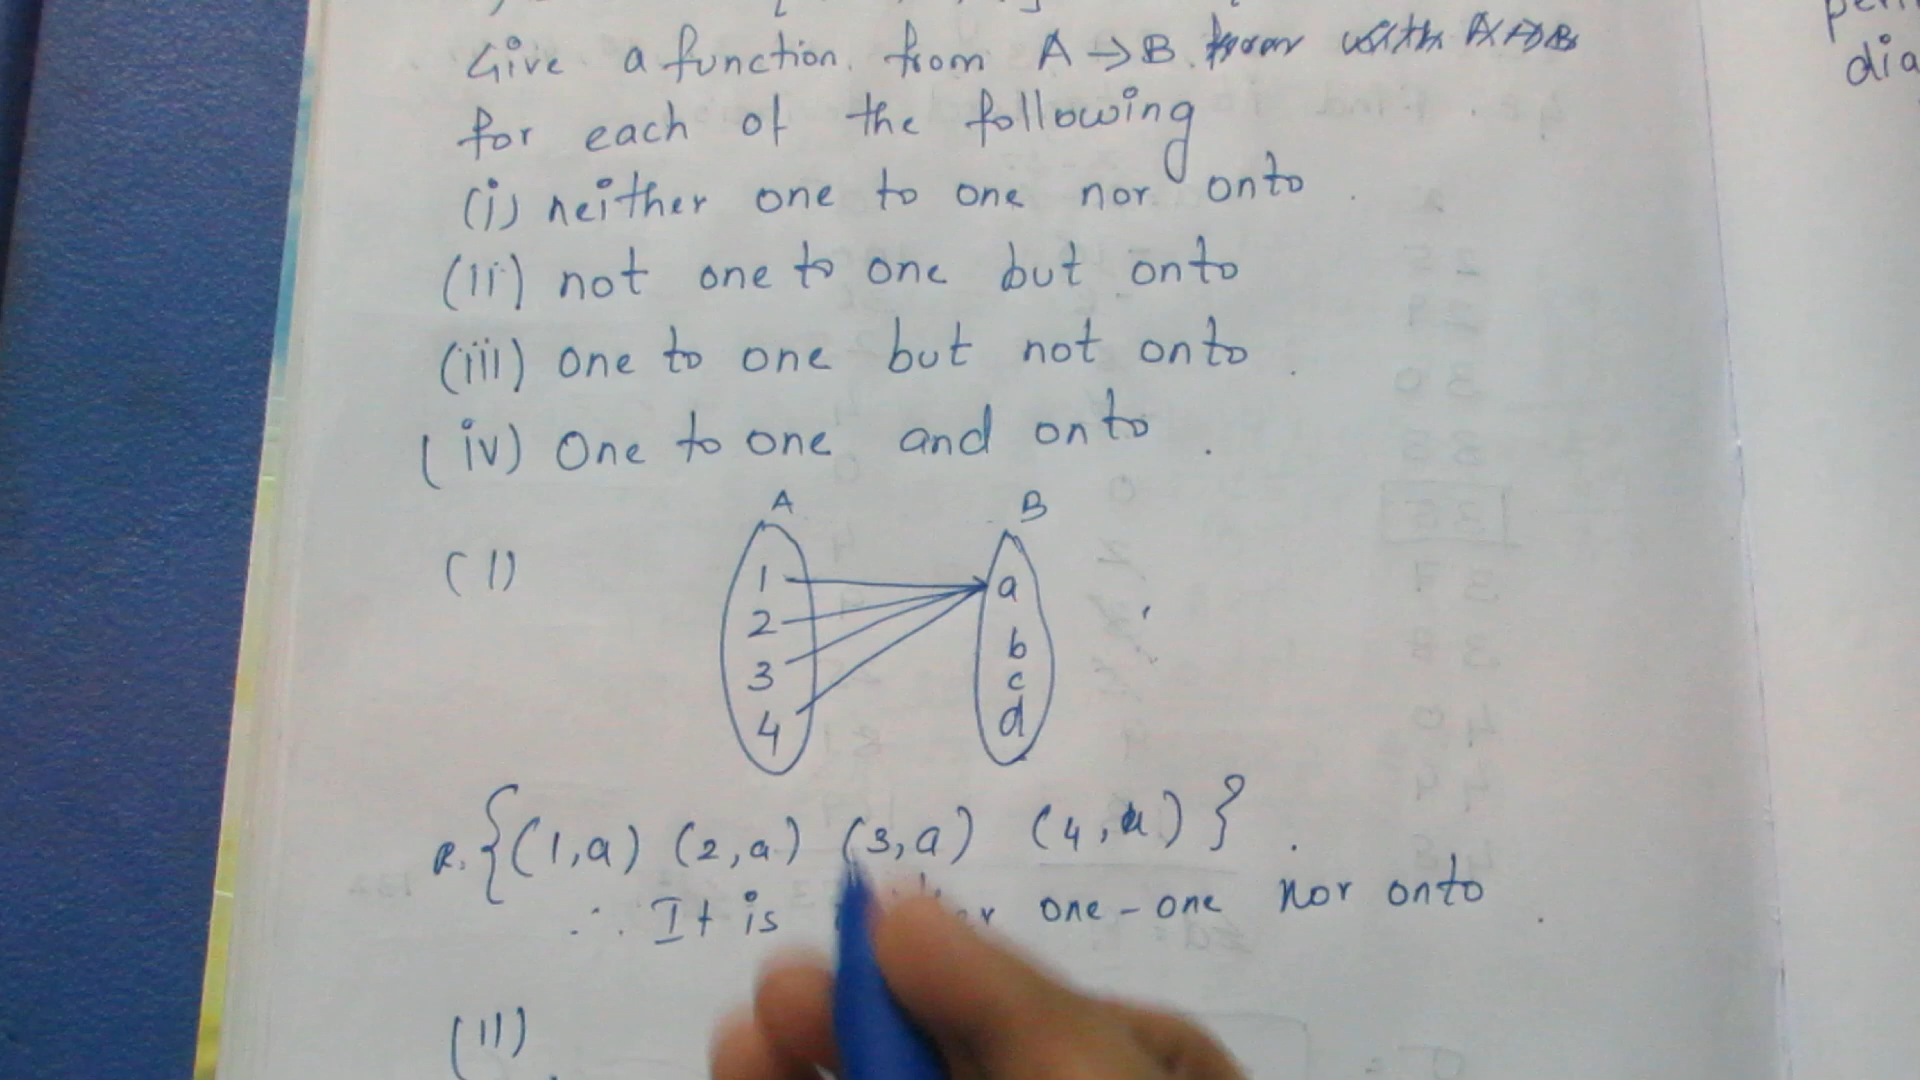 Give a function. from A → B.
for each of the following
(i) neither one to one nor onto.
(ii) not one to one but onto
(iii) one to one but not onto.
(iv) One to one and onto.
A B
(I)
1 a
2 b
3 c
4 d
R. {(1,a) (2,a) (3,a) (4,a)}.
∴ It is one-one nor onto.
(II)
per
dia